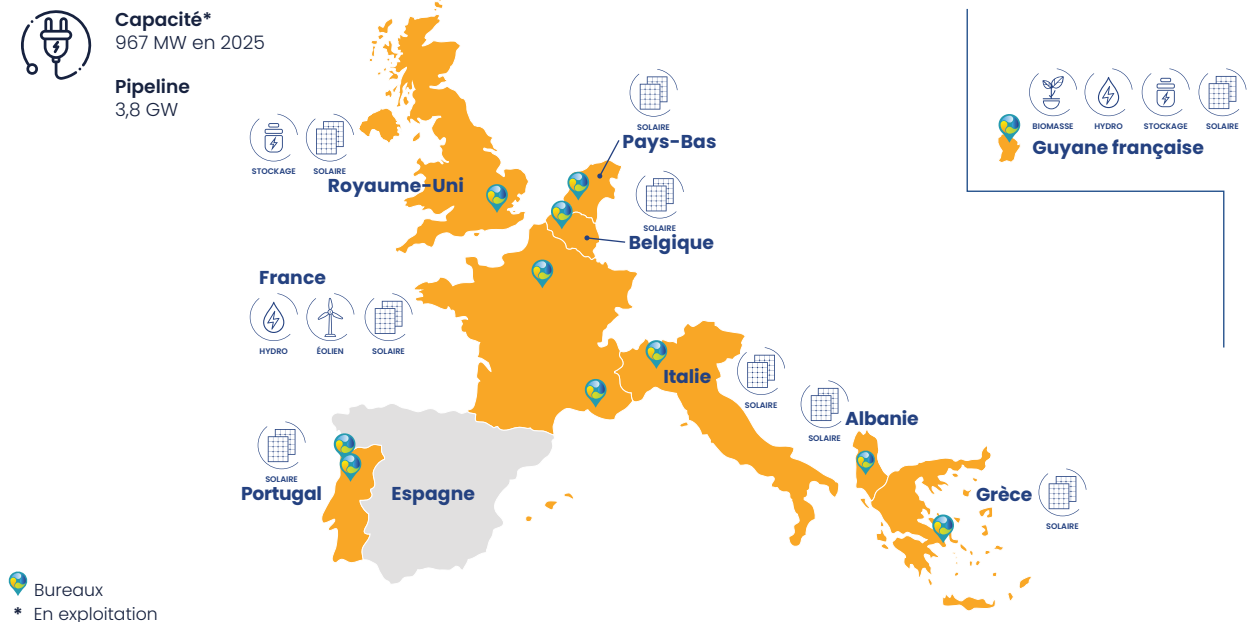 Capacité*
967 MW en 2025
Pipeline
3,8 GW
STOCKAGE
SOLAIRE
Royaume-Uni
SOLAIRE
Pays-Bas
SOLAIRE
Belgique
BIOMASSE
HYDRO
STOCKAGE
SOLAIRE
Guyane française
France
HYDRO
ÉOLIEN
SOLAIRE
Italie
SOLAIRE
SOLAIRE
Albanie
SOLAIRE
Portugal
Espagne
Grèce
SOLAIRE
Bureaux
* En exploitation